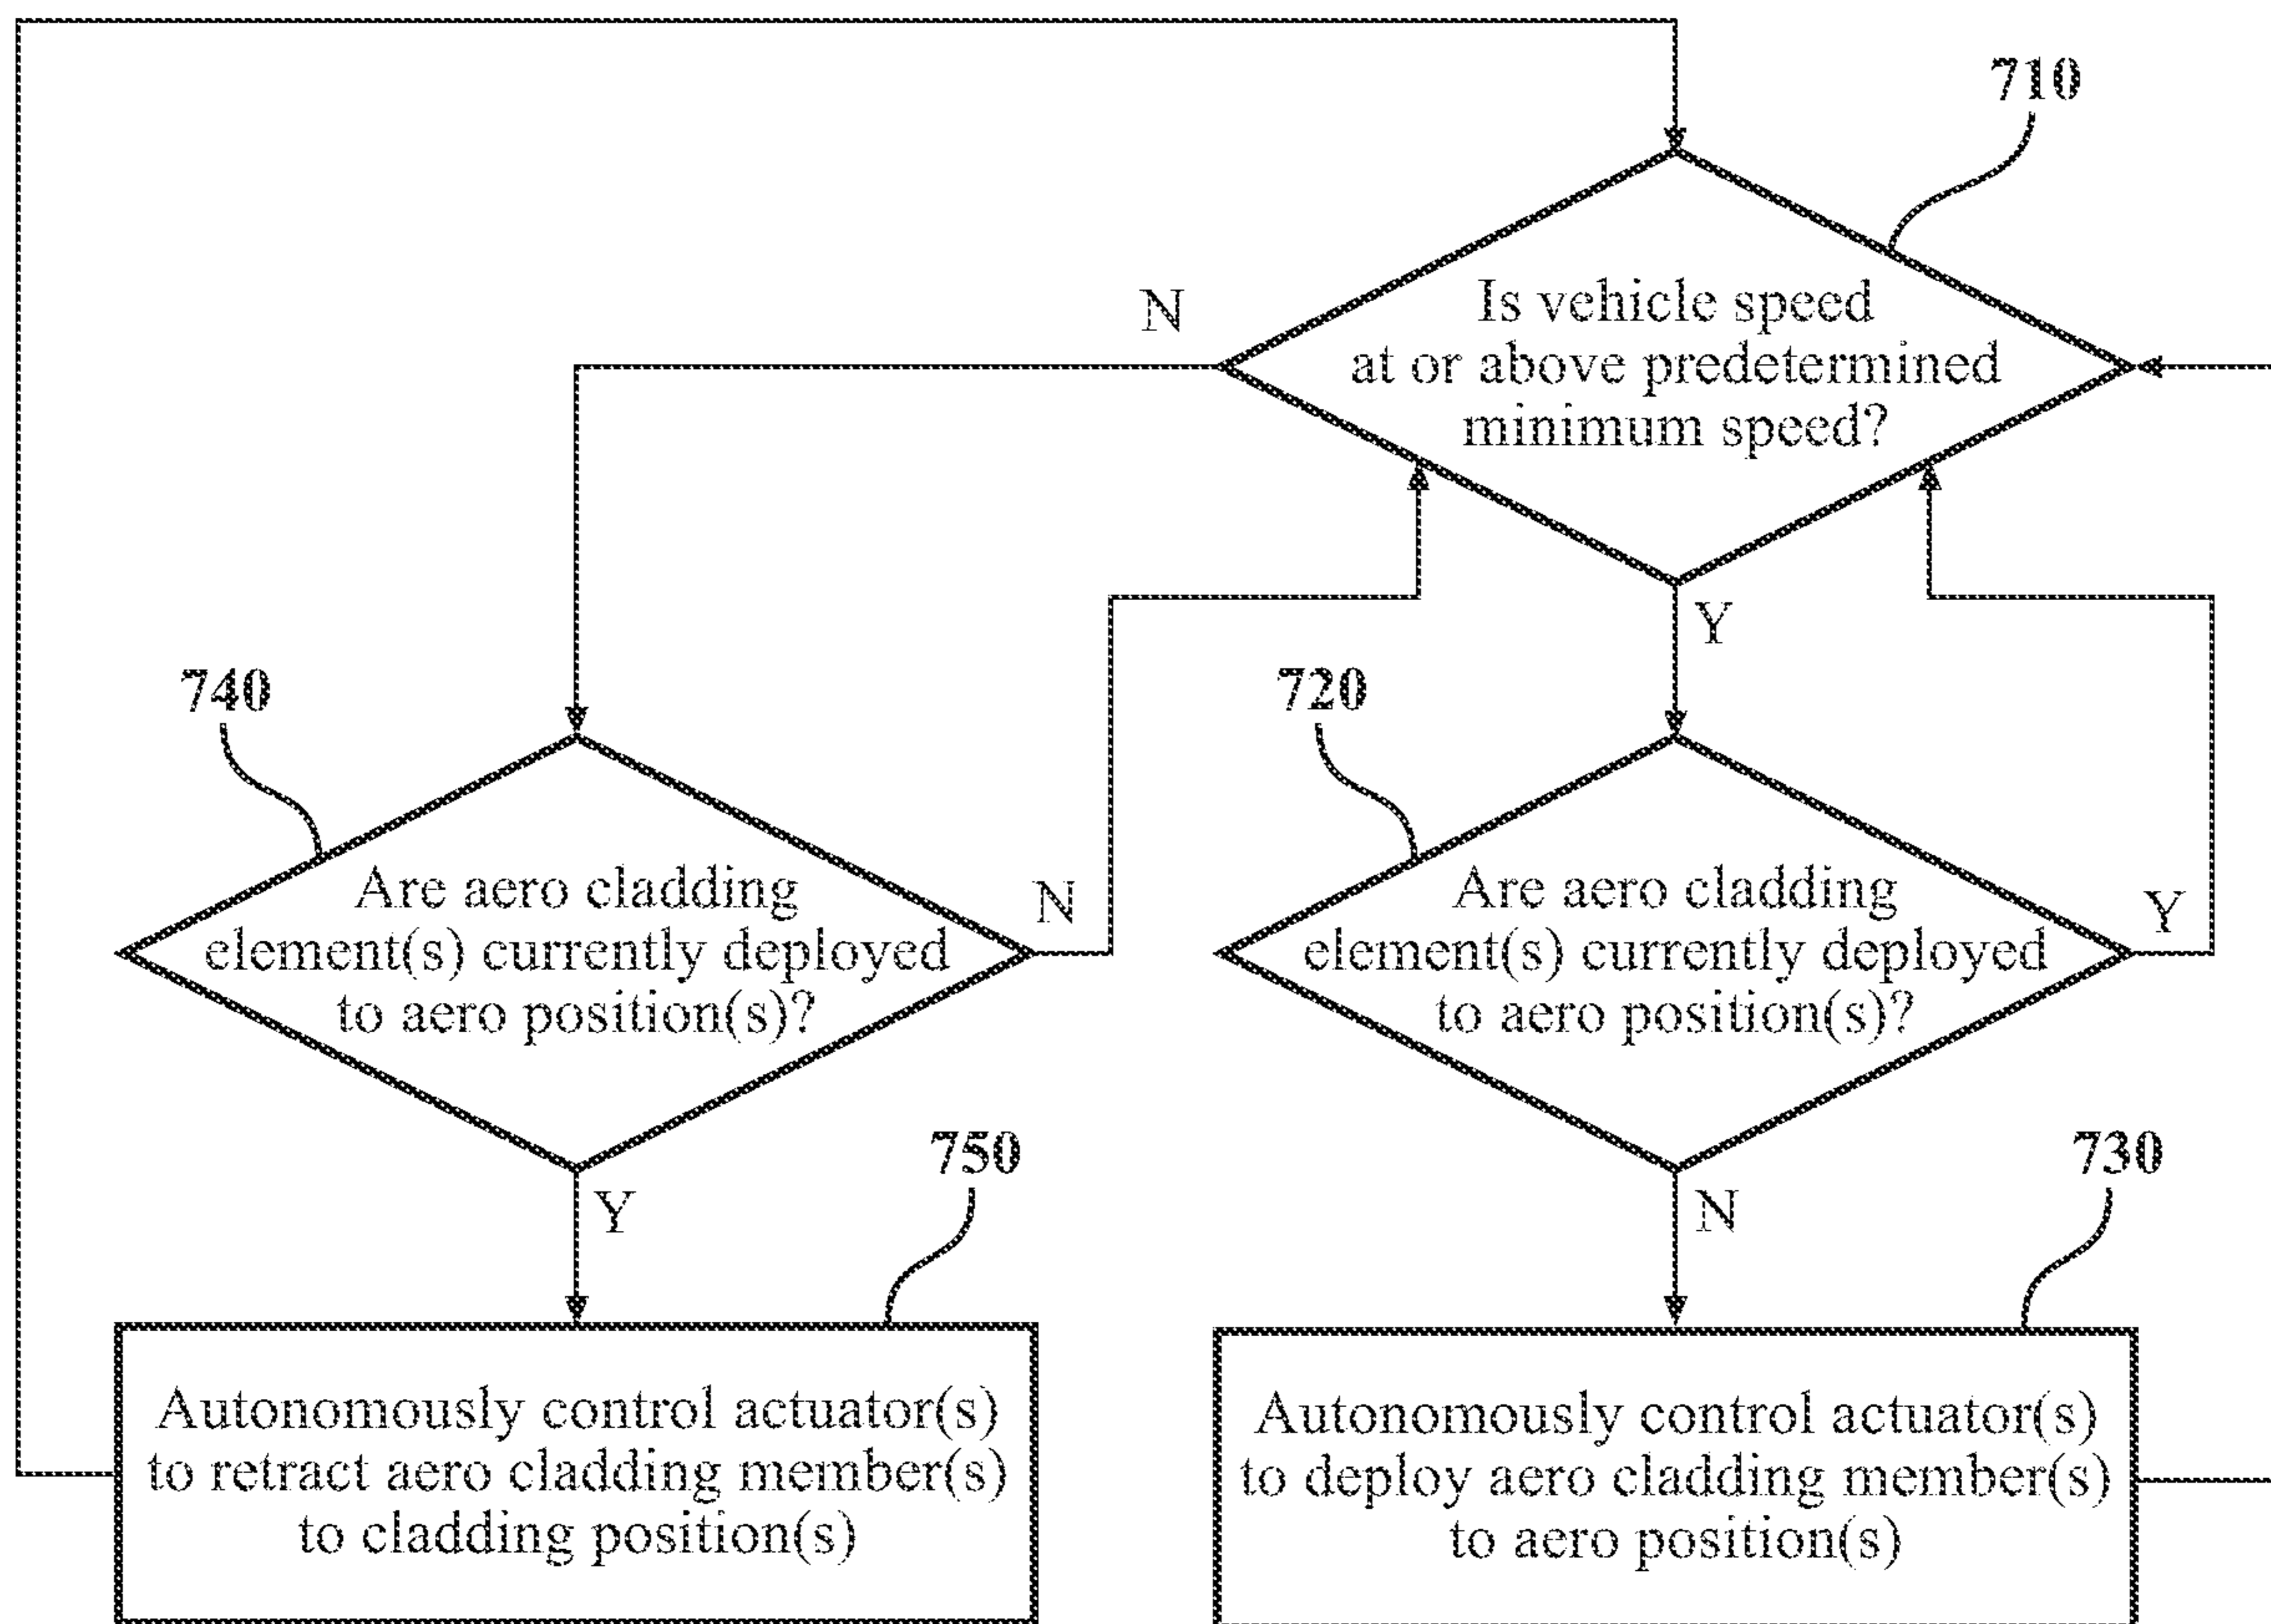 710
Is vehicle speed
at or above predetermined
minimum speed?
N
Y
740
Are aero cladding
element(s) currently deployed
to aero position(s)?
N
Y
720
Are aero cladding
element(s) currently deployed
to aero position(s)?
Y
N
750
Autonomously control actuator(s)
to retract aero cladding member(s)
to cladding position(s)
730
Autonomously control actuator(s)
to deploy aero cladding member(s)
to aero position(s)